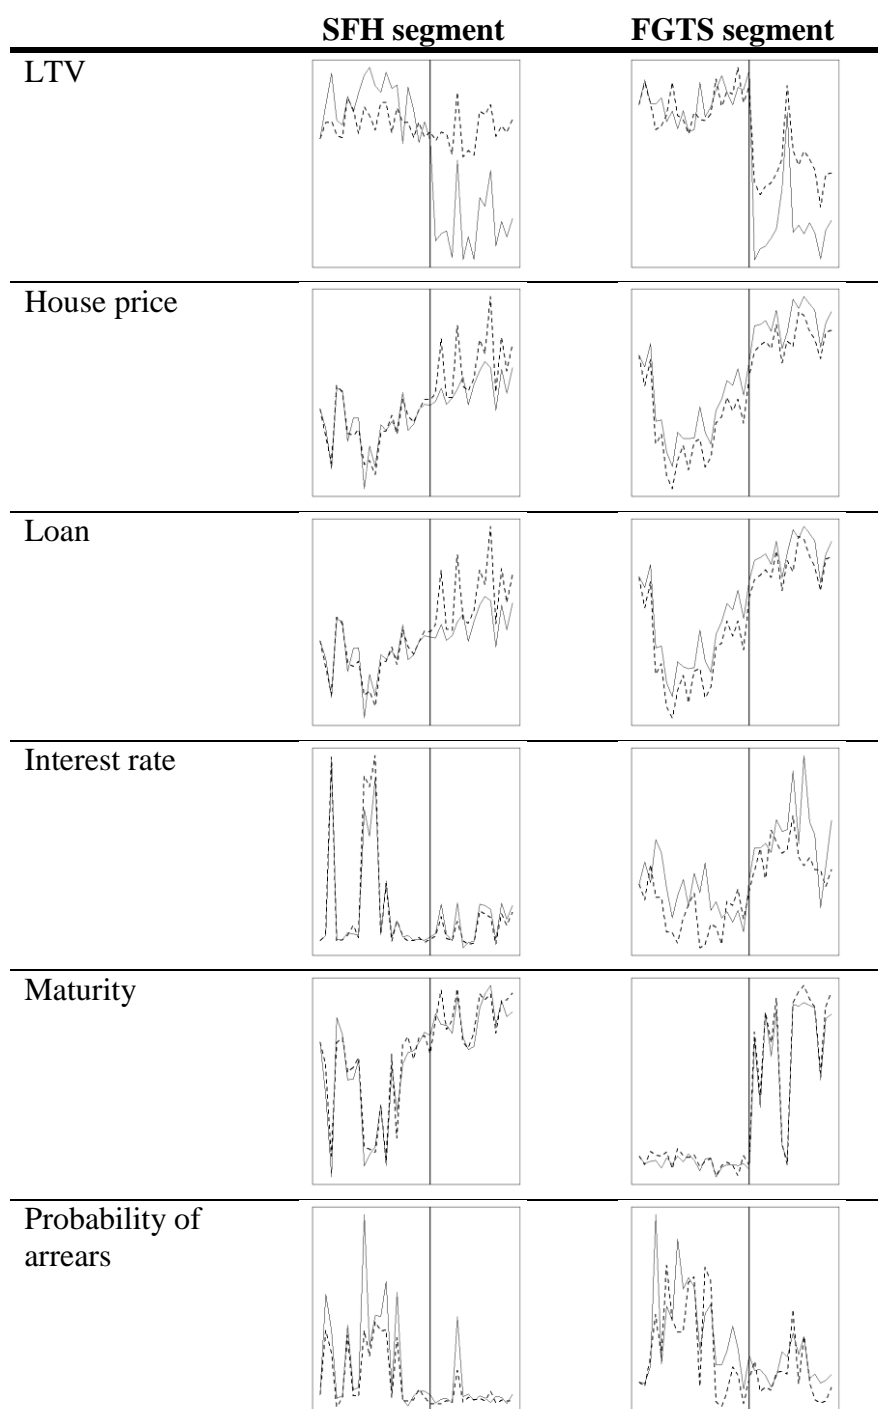 SFH segment FGTS segment
LTV
House price
Loan
Interest rate
Maturity
Probability of
arrears